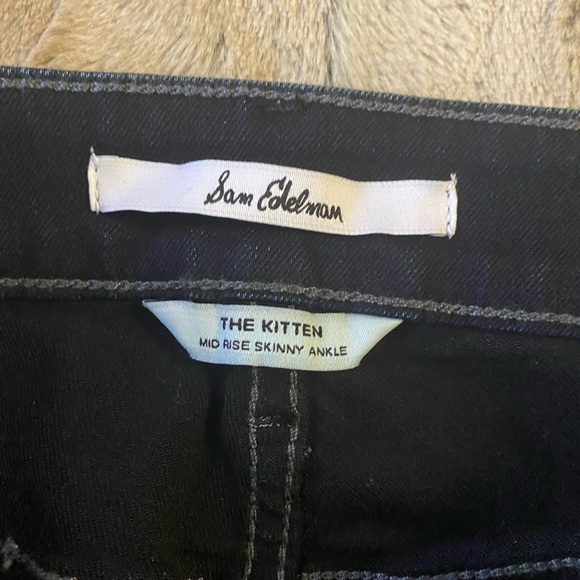 Sam Edelman
THE KITTEN
MID RISE SKINNY ANKLE